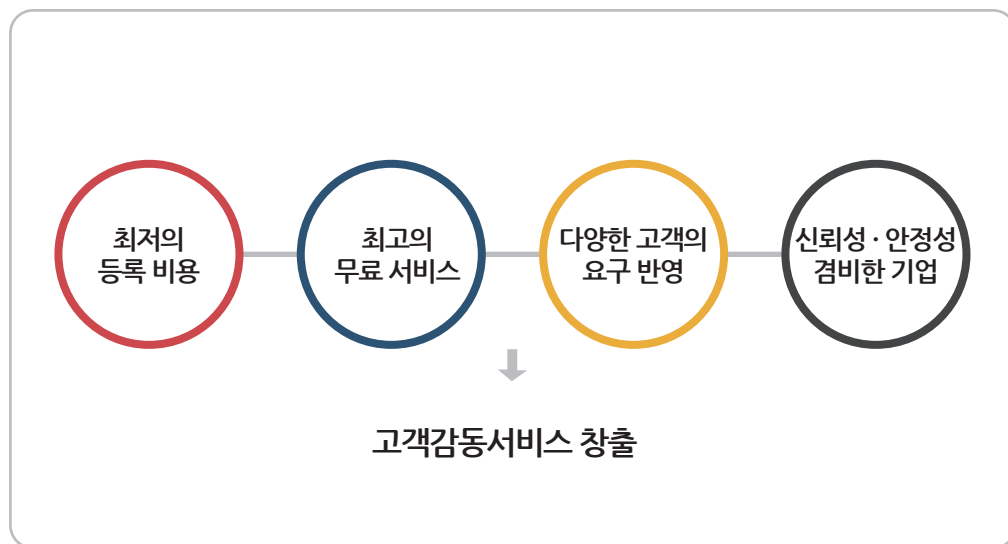 최저의
등록 비용
최고의
무료 서비스
다양한 고객의
요구 반영
신뢰성 · 안정성
겸비한 기업
고객감동서비스 창출